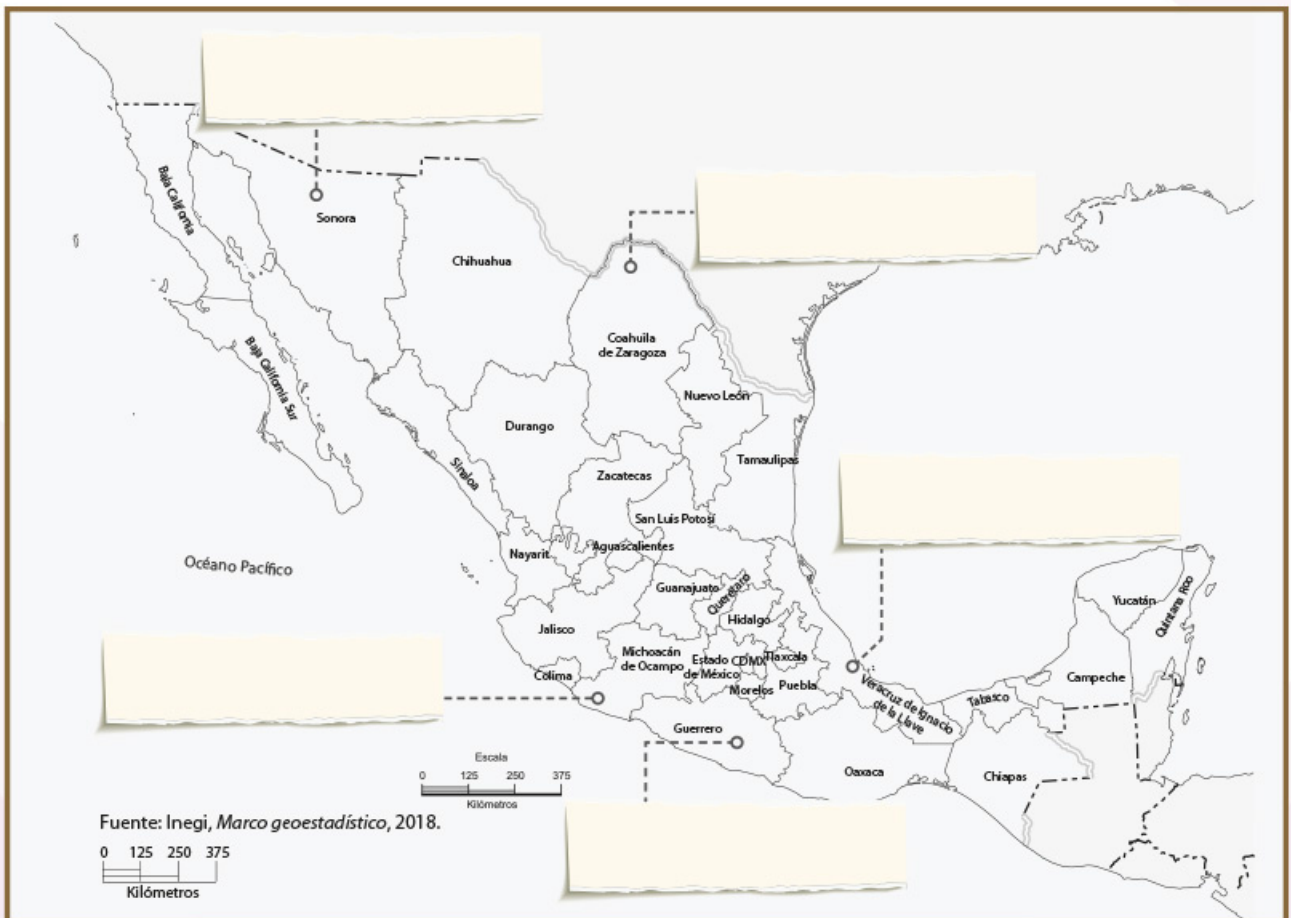 Baja California
Sonora
Chihuahua
Coahuila
de Zaragoza
Baja California Sur
Nuevo León
Durango
Tamaulipas
Sinaloa
Zacatecas
San Luis Potosí
Nayarit
Aguascalientes
Océano Pacífico
Guanajuato
Querétaro
Hidalgo
Yucatán
Quintana Roo
Jalisco
Michoacán
de Ocampo
Estado
de México
CDMX
Tlaxcala
Colima
Morelos
Puebla
Veracruz de Ignacio
de la Llave
Tabasco
Campeche
Guerrero
Oaxaca
Chiapas
Escala
0 125 250 375
Kilómetros
Fuente: Inegi, Marco geoestadístico, 2018.
0 125 250 375
Kilómetros